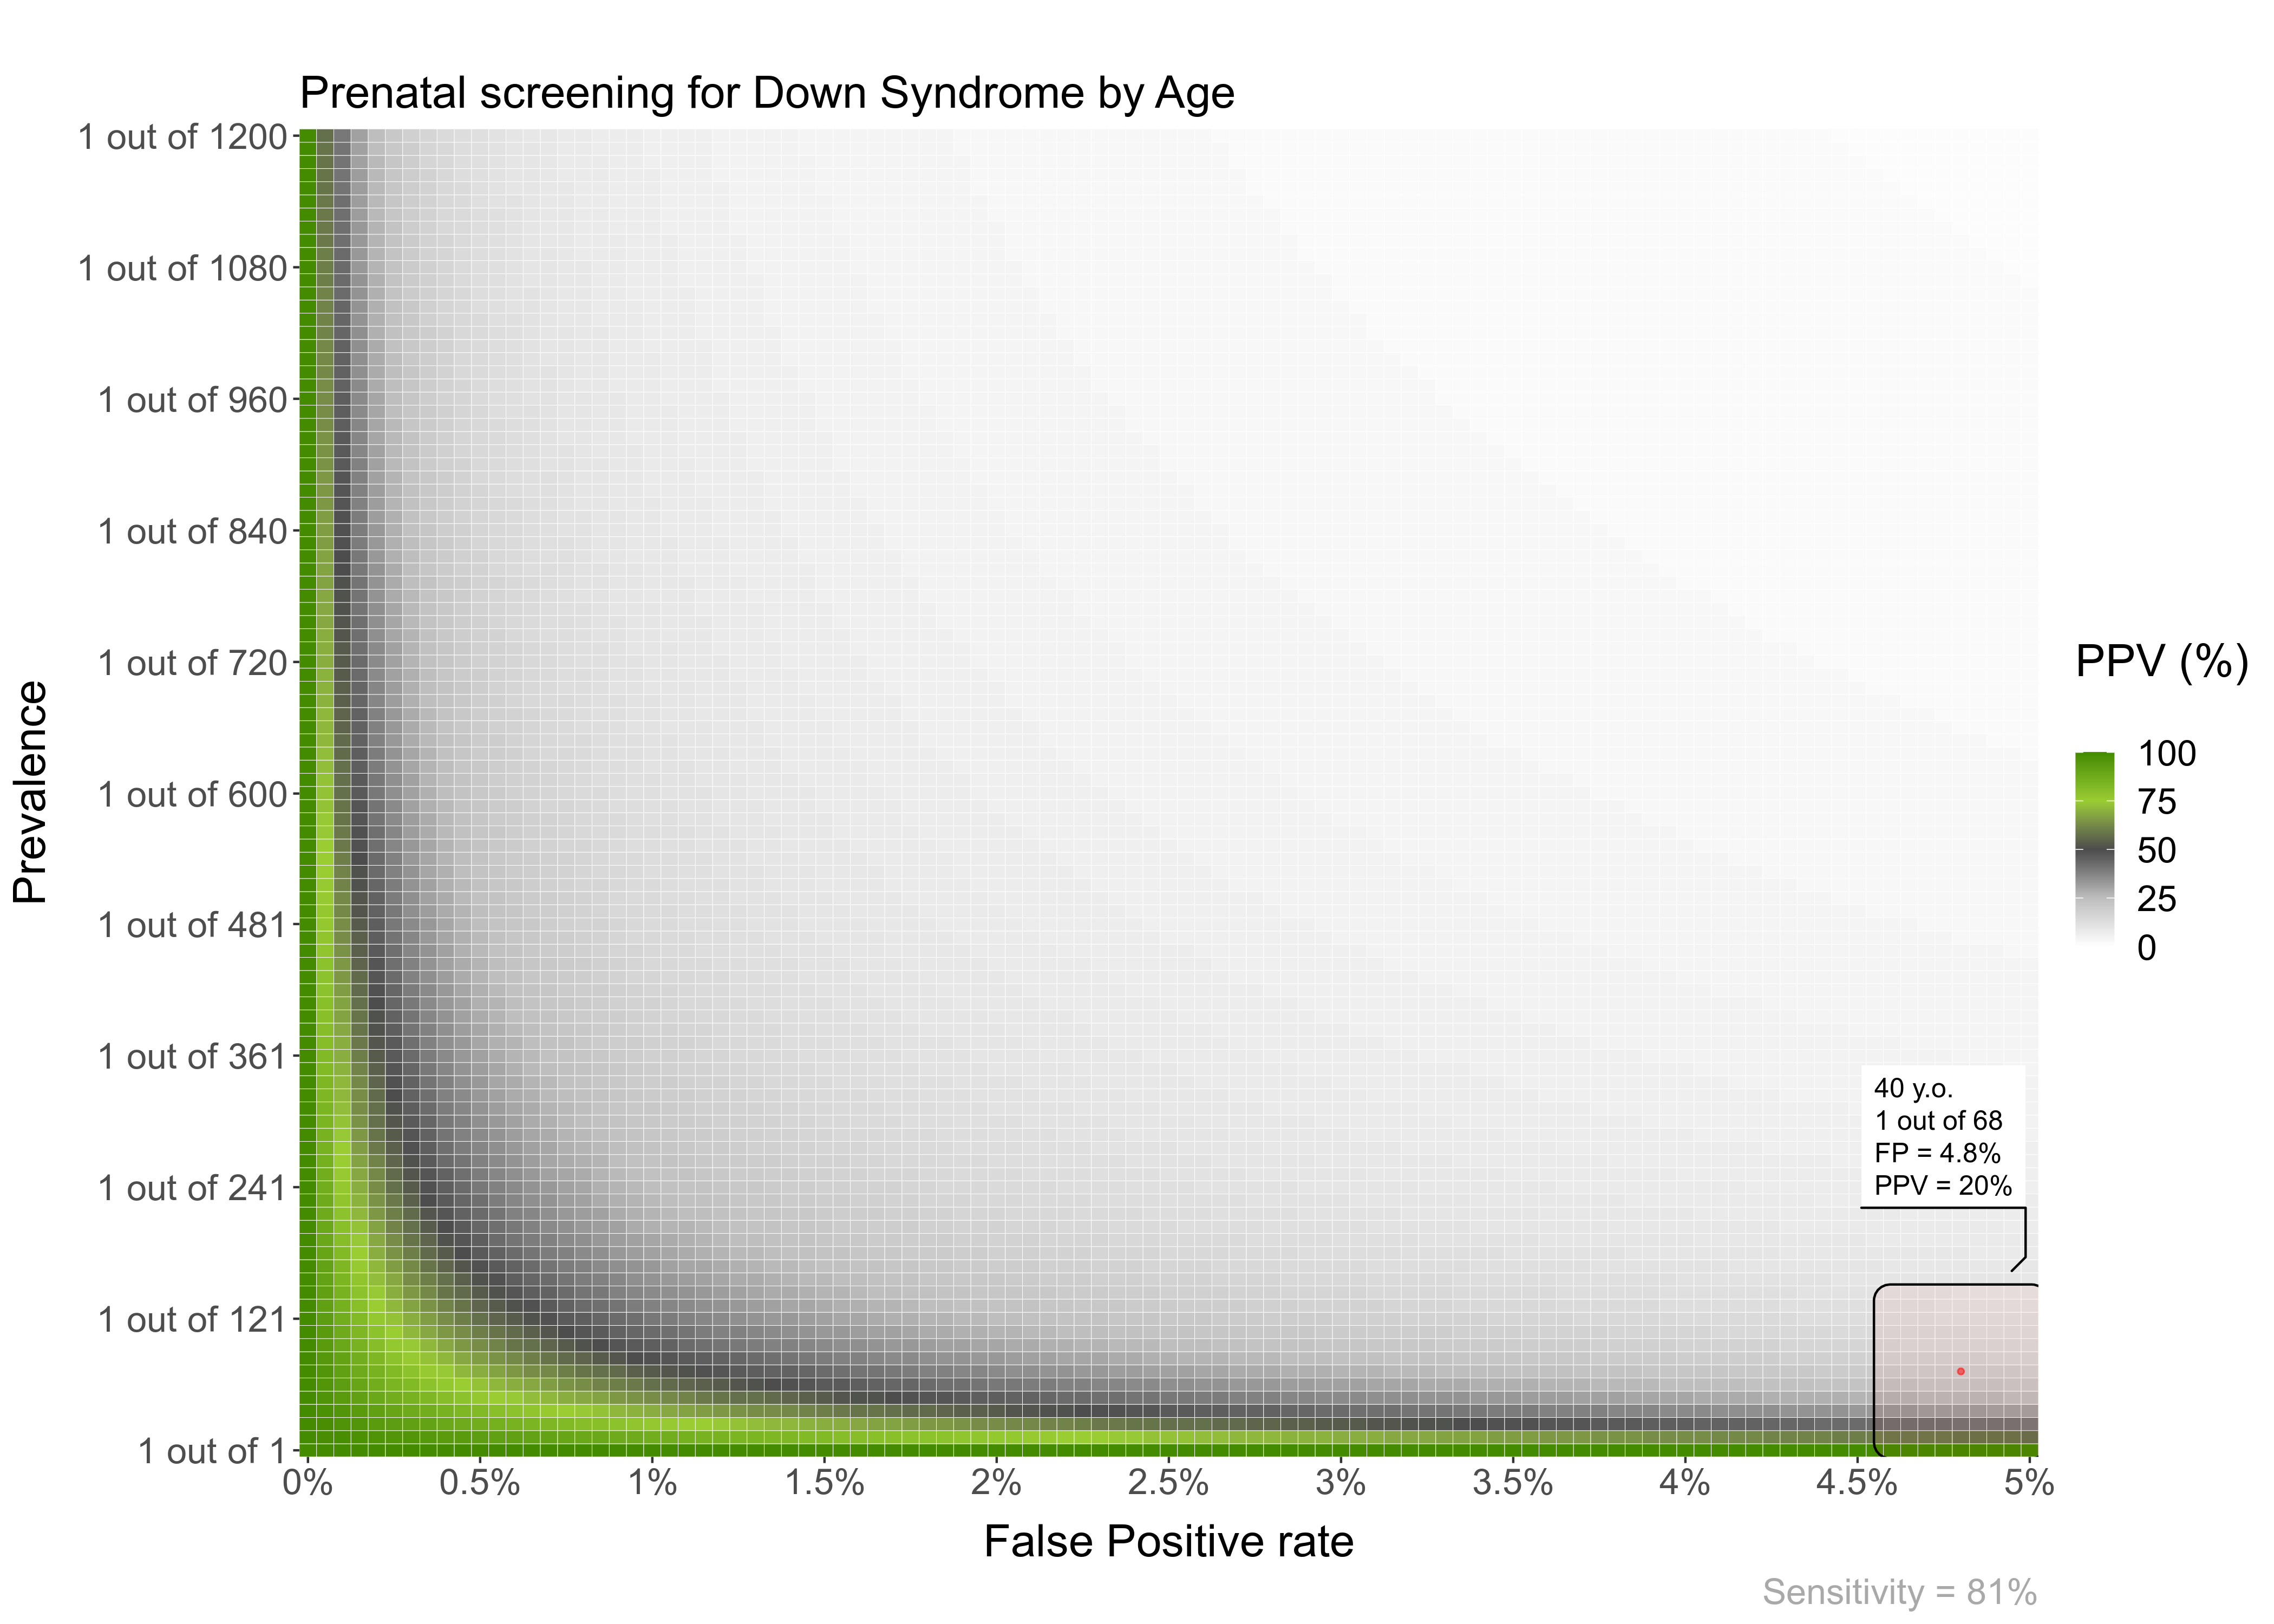 Prenatal screening for Down Syndrome by Age
1 out of 1200
1 out of 1080
1 out of 960
1 out of 840
1 out of 720
1 out of 600
1 out of 481
1 out of 361
1 out of 241
1 out of 121
1 out of 1
Prevalence
40 y.o.
1 out of 68
FP = 4.8%
PPV = 20%
PPV (%)
100
75
50
25
0
0% 0.5% 1% 1.5% 2% 2.5% 3% 3.5% 4% 4.5% 5%
False Positive rate
Sensitivity = 81%